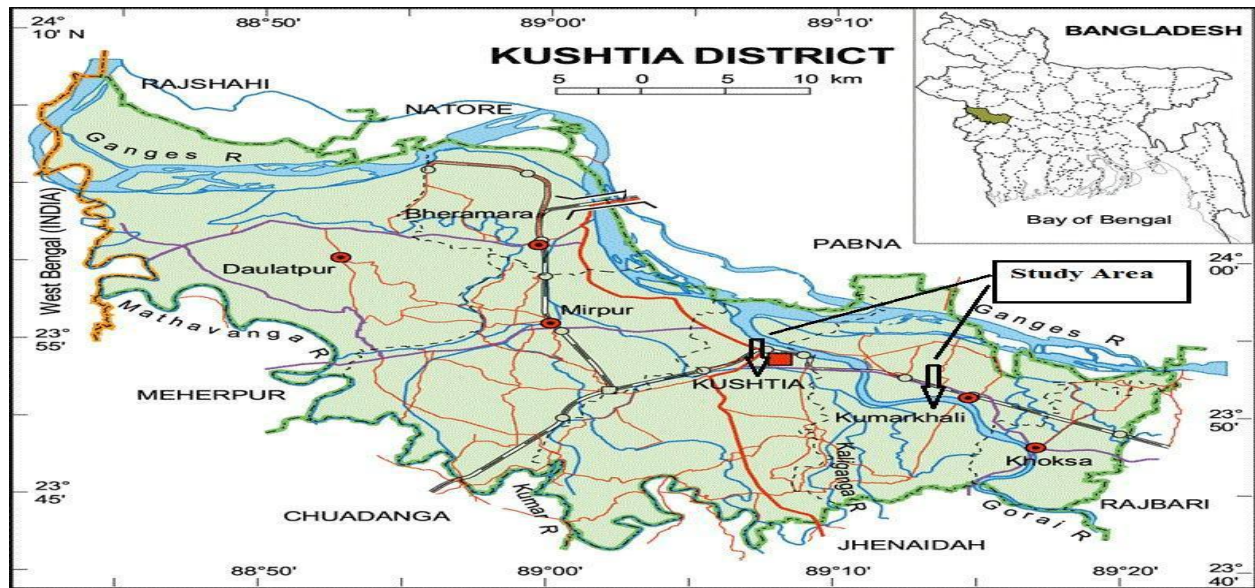 24°
10' N
88°50'
89°00'
89°10'
KUSHTIA DISTRICT
5 0 5 10 km
BANGLADESH
Bay of Bengal
RAJSHAHI
NATORE
Ganges R
West Bengal (INDIA)
Bheramara
PABNA
Daulatpur
24°
00'
Study Area
Mathavanga R
Mirpur
Ganges R
23°
55'
MEHERPUR
KUSHTIA
Kumarkhali
23°
50'
Khoksa
Kaliganga R
23°
45'
Kumar R
CHUADANGA
RAJBARI
Gorai R
JHENAIDAH
88°50'
89°00'
89°10'
89°20'
23°
40'